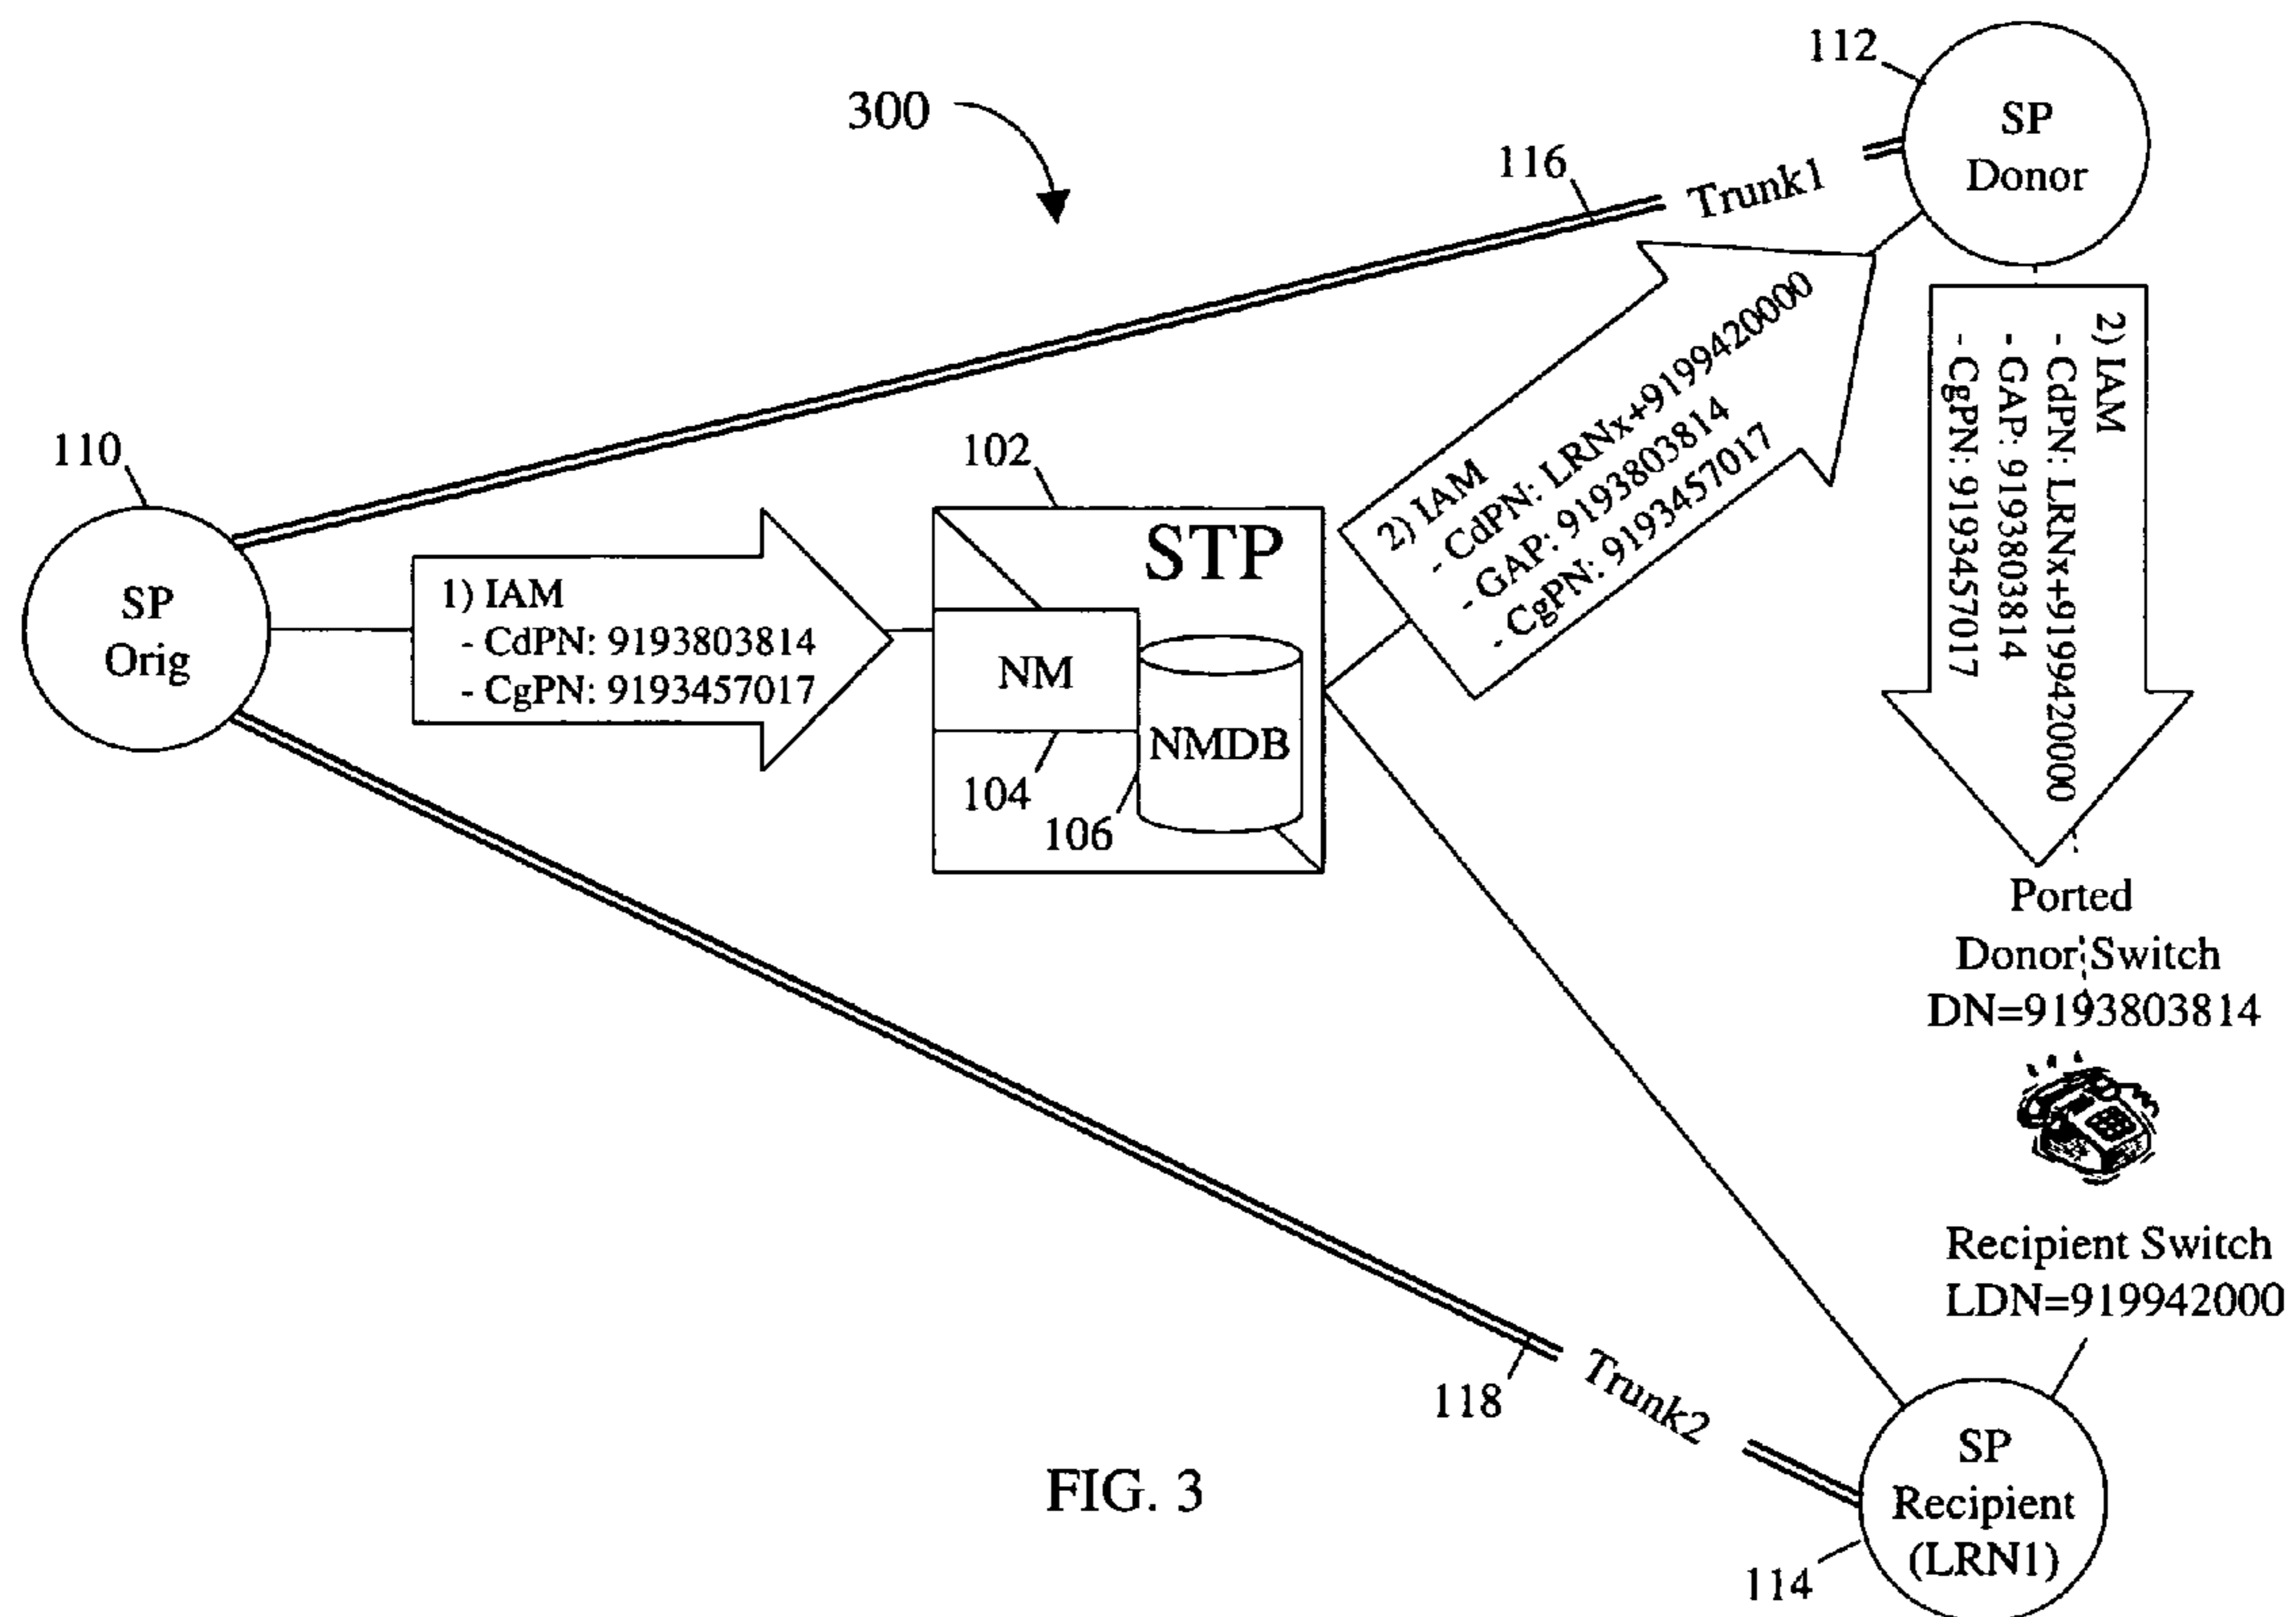 112
SP
Donor
300
116
Trunk1
2) IAM
- CdPN: LRNx+9199420000
- GAP: 9193803814
- CgPN: 9193457017
2) IAM
- CdPN: LRNx+9199420000
- GAP: 9193803814
- CgPN: 9193457017
110
SP
Orig
1) IAM
- CdPN: 9193803814
- CgPN: 9193457017
102
STP
NM
NMDB
104
106
Ported
Donor Switch
DN=9193803814
Recipient Switch
LDN=919942000
118
Trunk2
SP
Recipient
(LRN1)
114
FIG. 3